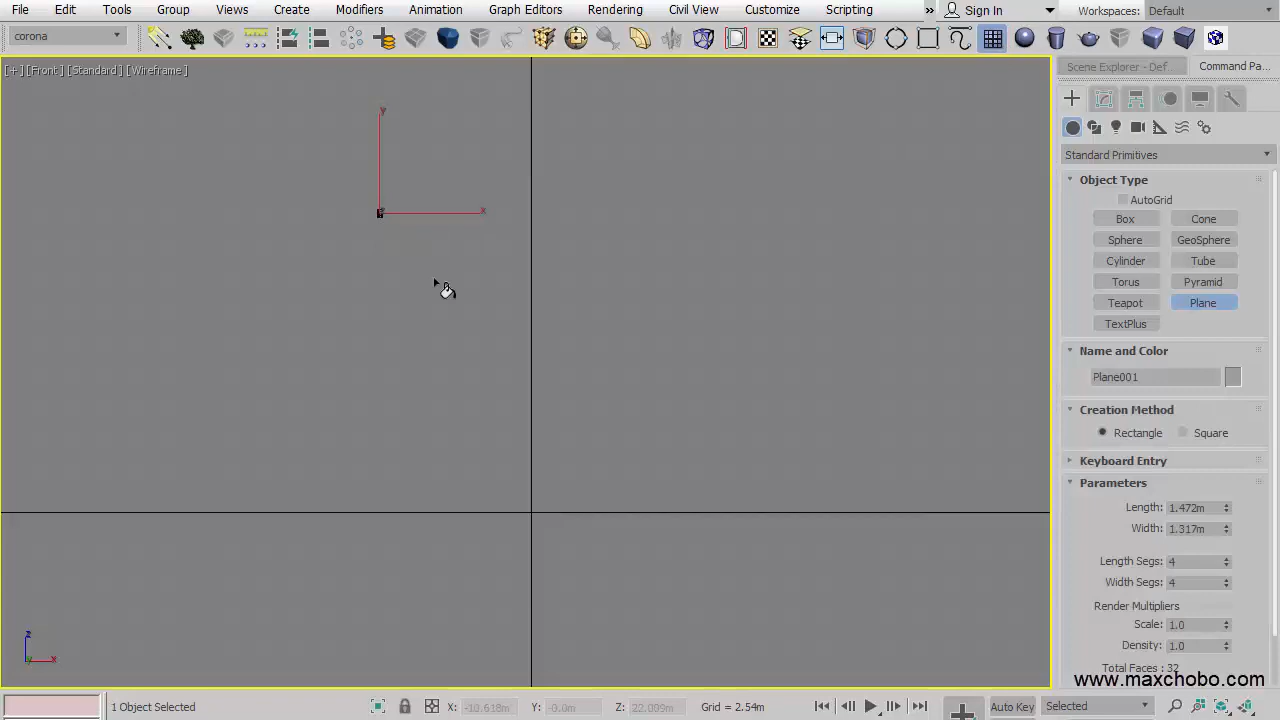 File Edit Tools Group Views Create Modifiers Animation Graph Editors Rendering Civil View Customize Scripting » Sign In Workspaces: Default
corona
[+] [Front] [Standard] [Wireframe]
Scene Explorer - Def Command Pa...
y
x
Standard Primitives
Object Type
AutoGrid
Box Cone
Sphere GeoSphere
Cylinder Tube
Torus Pyramid
Teapot Plane
TextPlus
Name and Color
Plane001
Creation Method
Rectangle Square
Keyboard Entry
Parameters
Length: 1.472m
Width: 1.317m
Length Segs: 4
Width Segs: 4
Render Multipliers
Scale: 1.0
Density: 1.0
Total Faces : 32
www.maxchobo.com
z
y x
1 Object Selected X: -10.618m Y: -0.0m Z: 22.009m Grid = 2.54m Auto Key Selected